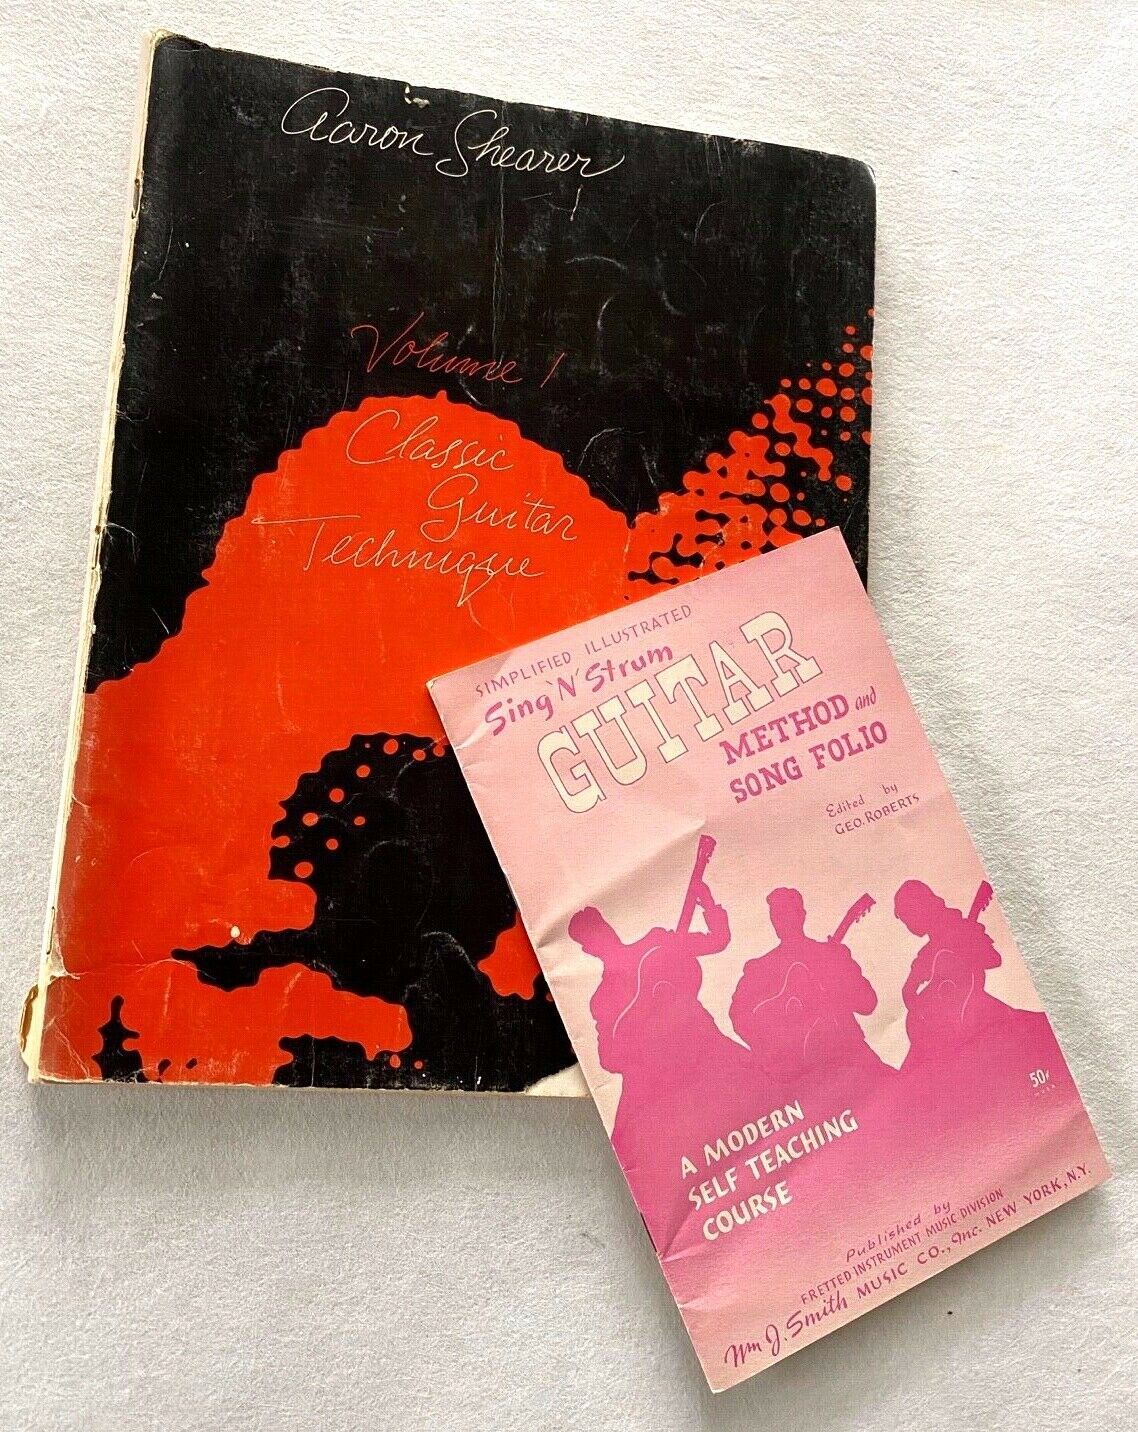 Aaron Shearer
Volume 1
Classic
Guitar
Technique
SIMPLIFIED ILLUSTRATED
Sing 'N' Strum
GUITAR
METHOD and
SONG FOLIO
Edited by
GEO. ROBERTS
50¢
A MODERN
SELF TEACHING
COURSE
Published by
FRETTED INSTRUMENT MUSIC DIVISION
Wm J. Smith MUSIC CO., Inc. NEW YORK, N.Y.